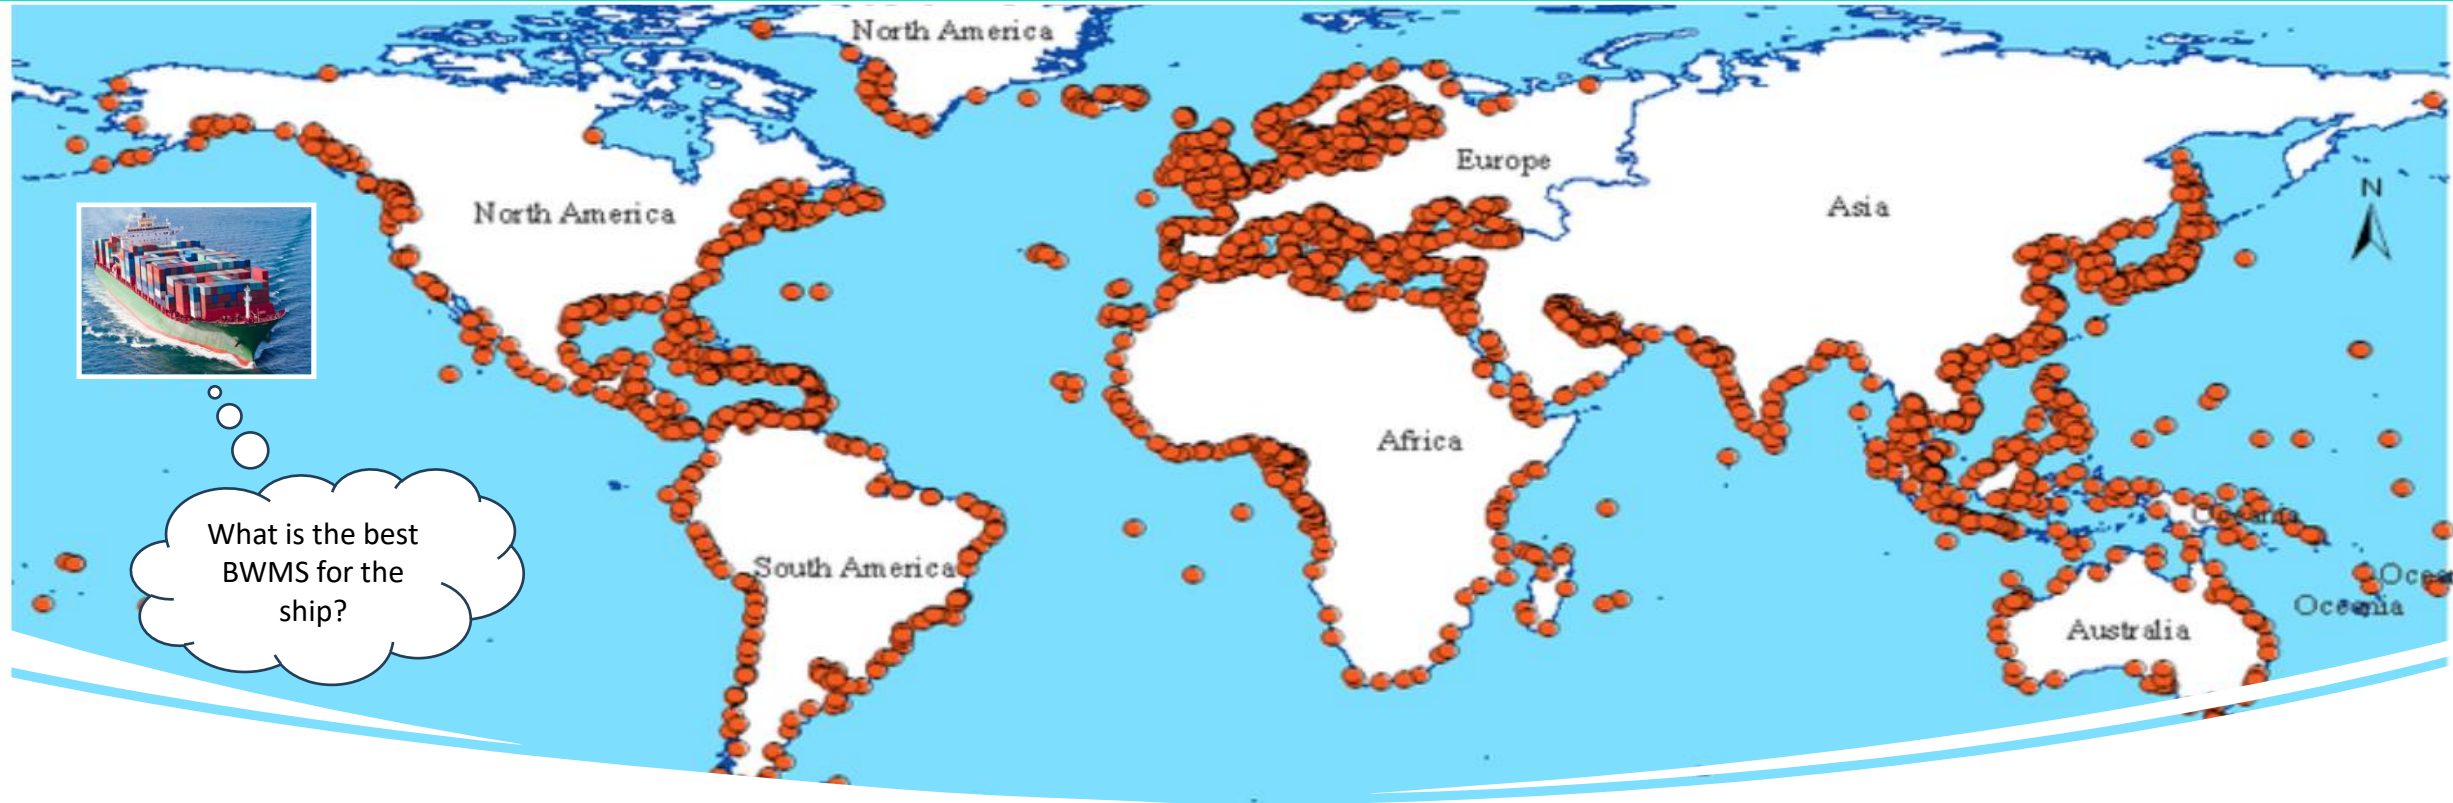 North America
N
Europe
Asia
North America
What is the best
BWMS for the
ship?
Africa
South America
Oceania
Oceania
Australia